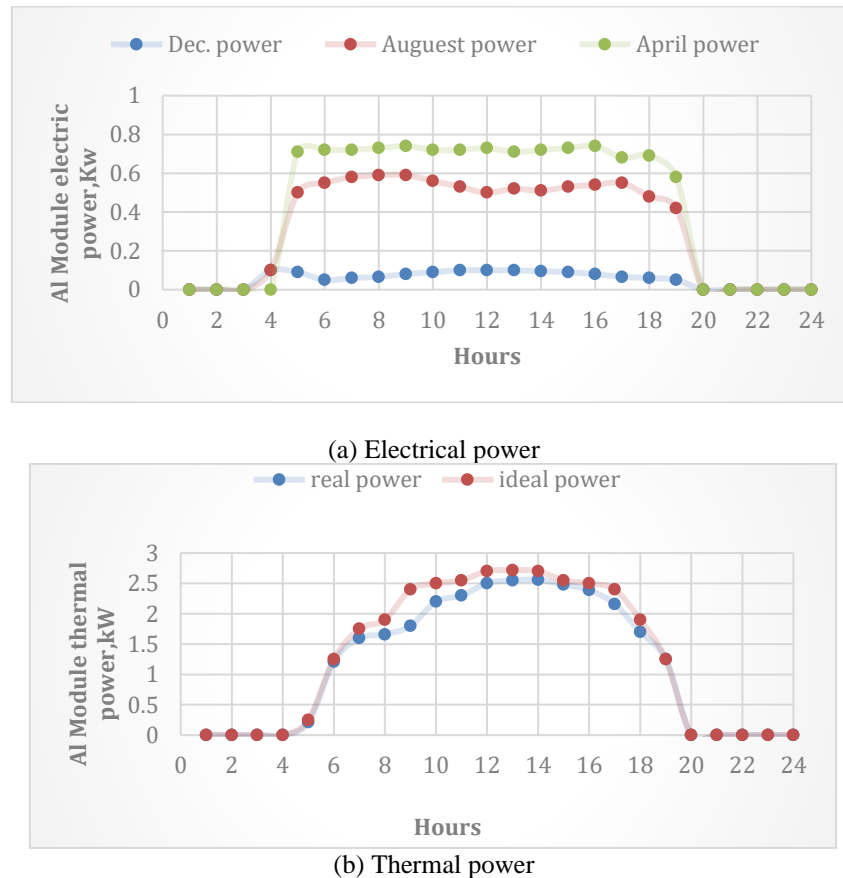 Dec. power Auguest power April power
Al Module electric
power,Kw
1
0.8
0.6
0.4
0.2
0
0 2 4 6 8 10 12 14 16 18 20 22 24
Hours
(a) Electrical power
real power ideal power
Al Module thermal
power,kW
3
2.5
2
1.5
1
0.5
0
0 2 4 6 8 10 12 14 16 18 20 22 24
Hours
(b) Thermal power